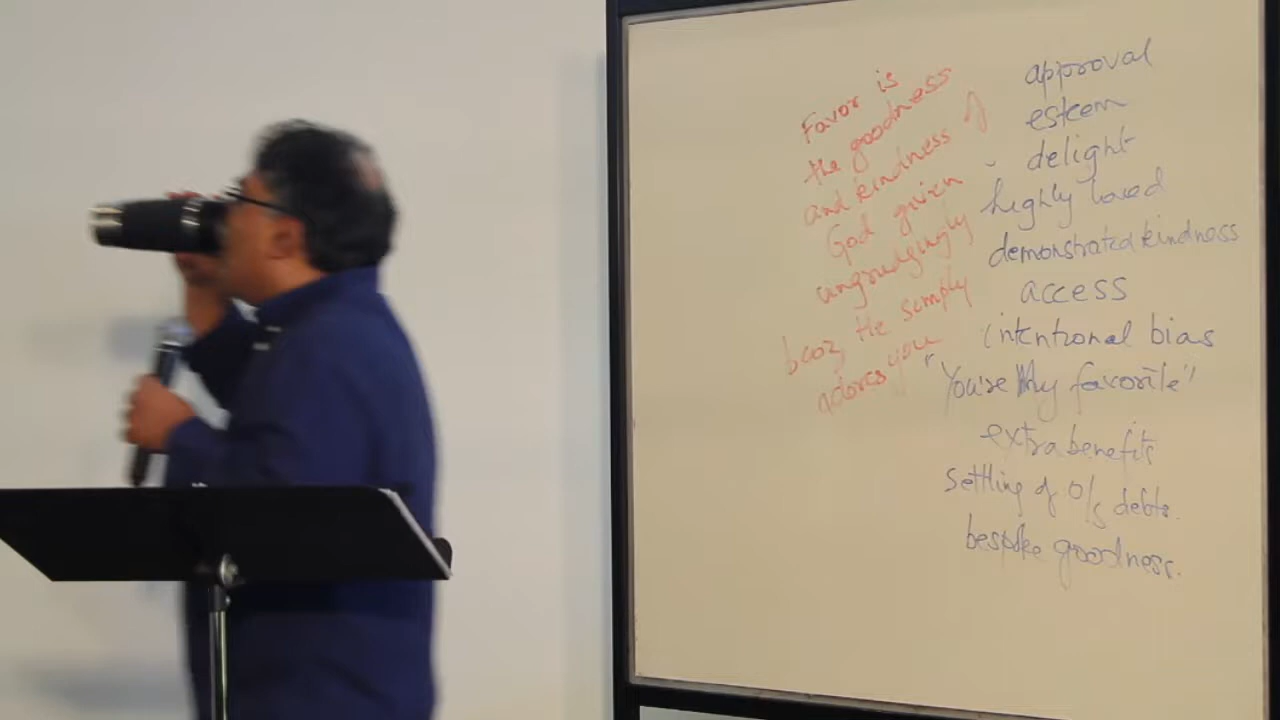 Favor is
the goodness
and kindness of
God given
ungrudgingly
bcoz He simply
adores you
approval
esteem
delight
highly loved
demonstrated kindness
access
intentional bias
"You're My favorite"
extra benefits
settling of o/s debts.
bespoke goodness.